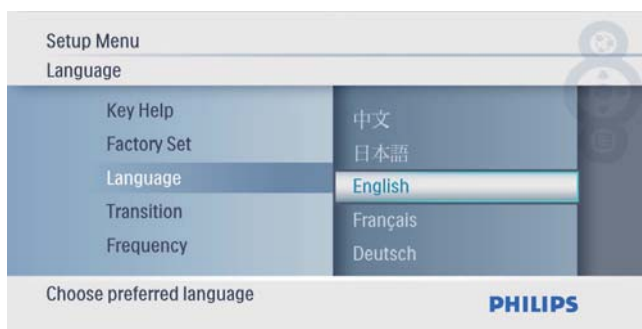 Setup Menu
Language
Key Help
Factory Set
Language
Transition
Frequency
中文
日本語
English
Français
Deutsch
Choose preferred language
PHILIPS